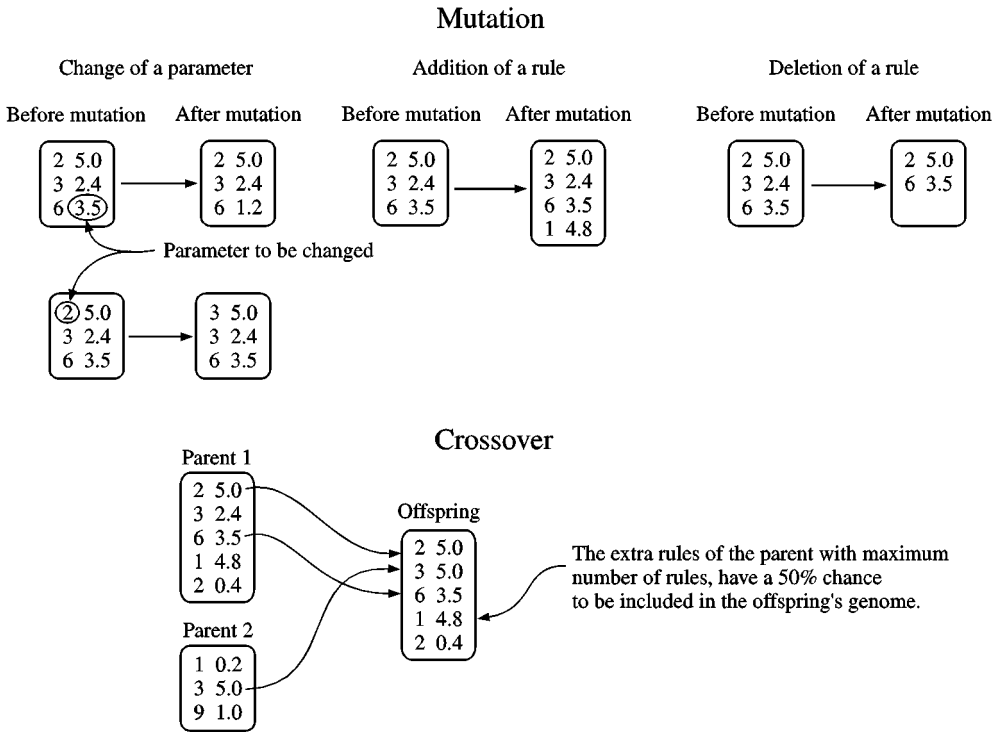 Mutation
Change of a parameter
Addition of a rule
Deletion of a rule
Before mutation
After mutation
Before mutation
After mutation
Before mutation
After mutation
2 5.0
3 2.4
6 3.5
2 5.0
3 2.4
6 1.2
2 5.0
3 2.4
6 3.5
2 5.0
3 2.4
6 3.5
1 4.8
2 5.0
3 2.4
6 3.5
2 5.0
6 3.5
Parameter to be changed
2 5.0
3 2.4
6 3.5
3 5.0
3 2.4
6 3.5
Crossover
Parent 1
2 5.0
3 2.4
6 3.5
1 4.8
2 0.4
Parent 2
1 0.2
3 5.0
9 1.0
Offspring
2 5.0
3 5.0
6 3.5
1 4.8
2 0.4
The extra rules of the parent with maximum
number of rules, have a 50% chance
to be included in the offspring's genome.